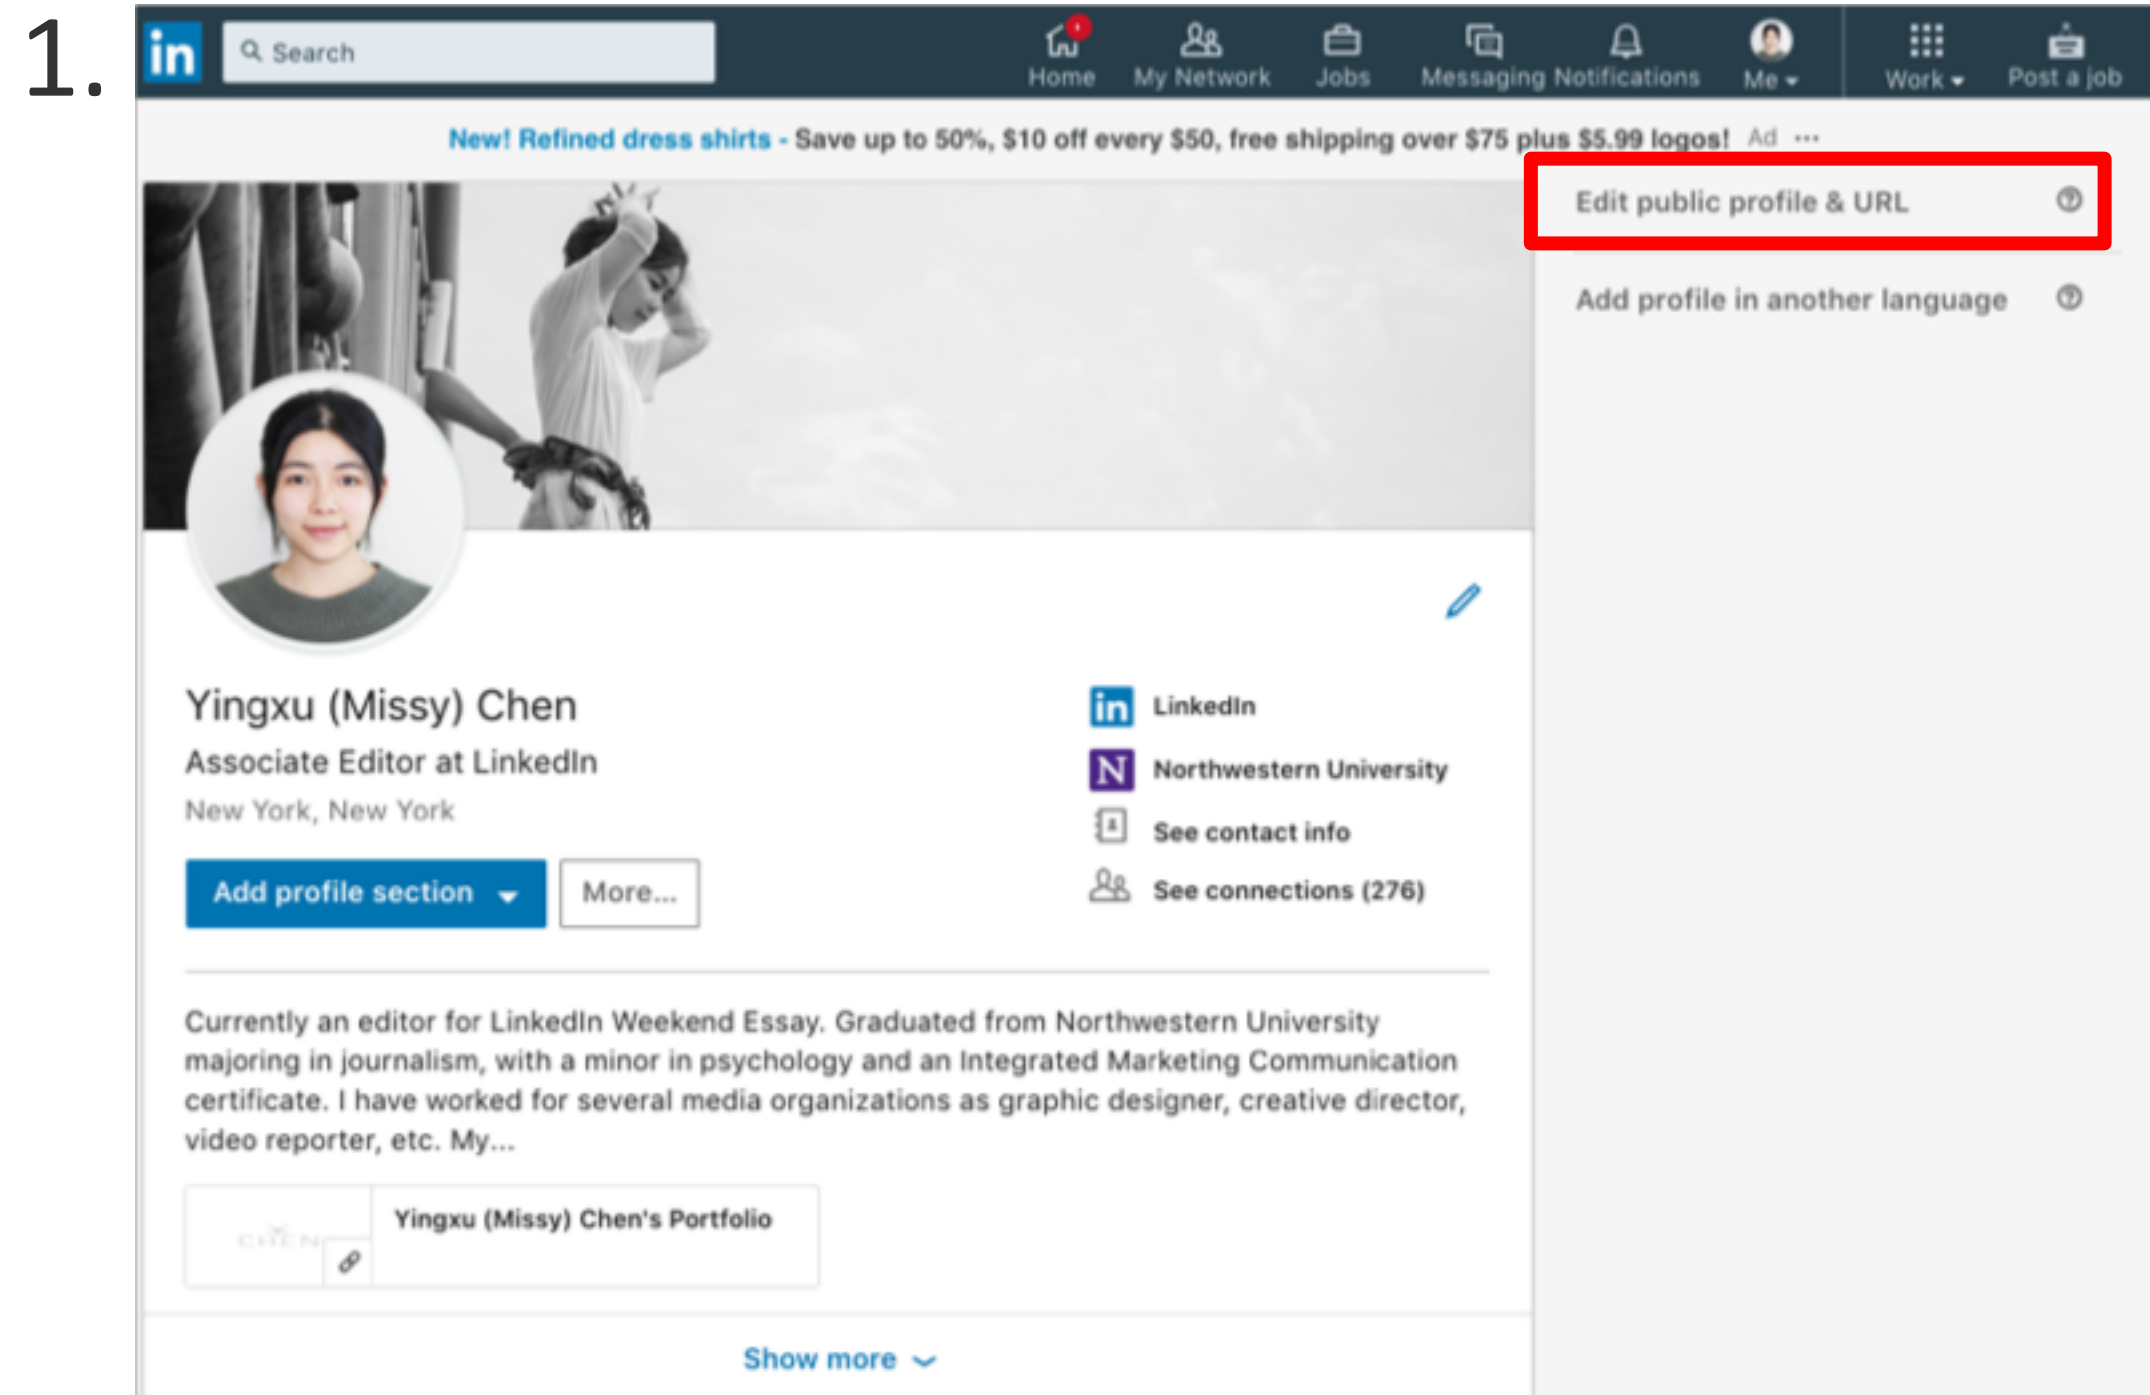 1.
in Search Home My Network Jobs Messaging Notifications Me Work Post a job
New! Refined dress shirts - Save up to 50%, $10 off every $50, free shipping over $75 plus $5.99 logos! Ad ...
Edit public profile & URL
Add profile in another language
Yingxu (Missy) Chen
Associate Editor at LinkedIn
New York, New York
Add profile section
More...
in LinkedIn
N Northwestern University
See contact info
See connections (276)
Currently an editor for LinkedIn Weekend Essay. Graduated from Northwestern University
majoring in journalism, with a minor in psychology and an Integrated Marketing Communication
certificate. I have worked for several media organizations as graphic designer, creative director,
video reporter, etc. My...
CHEN
Yingxu (Missy) Chen's Portfolio
Show more